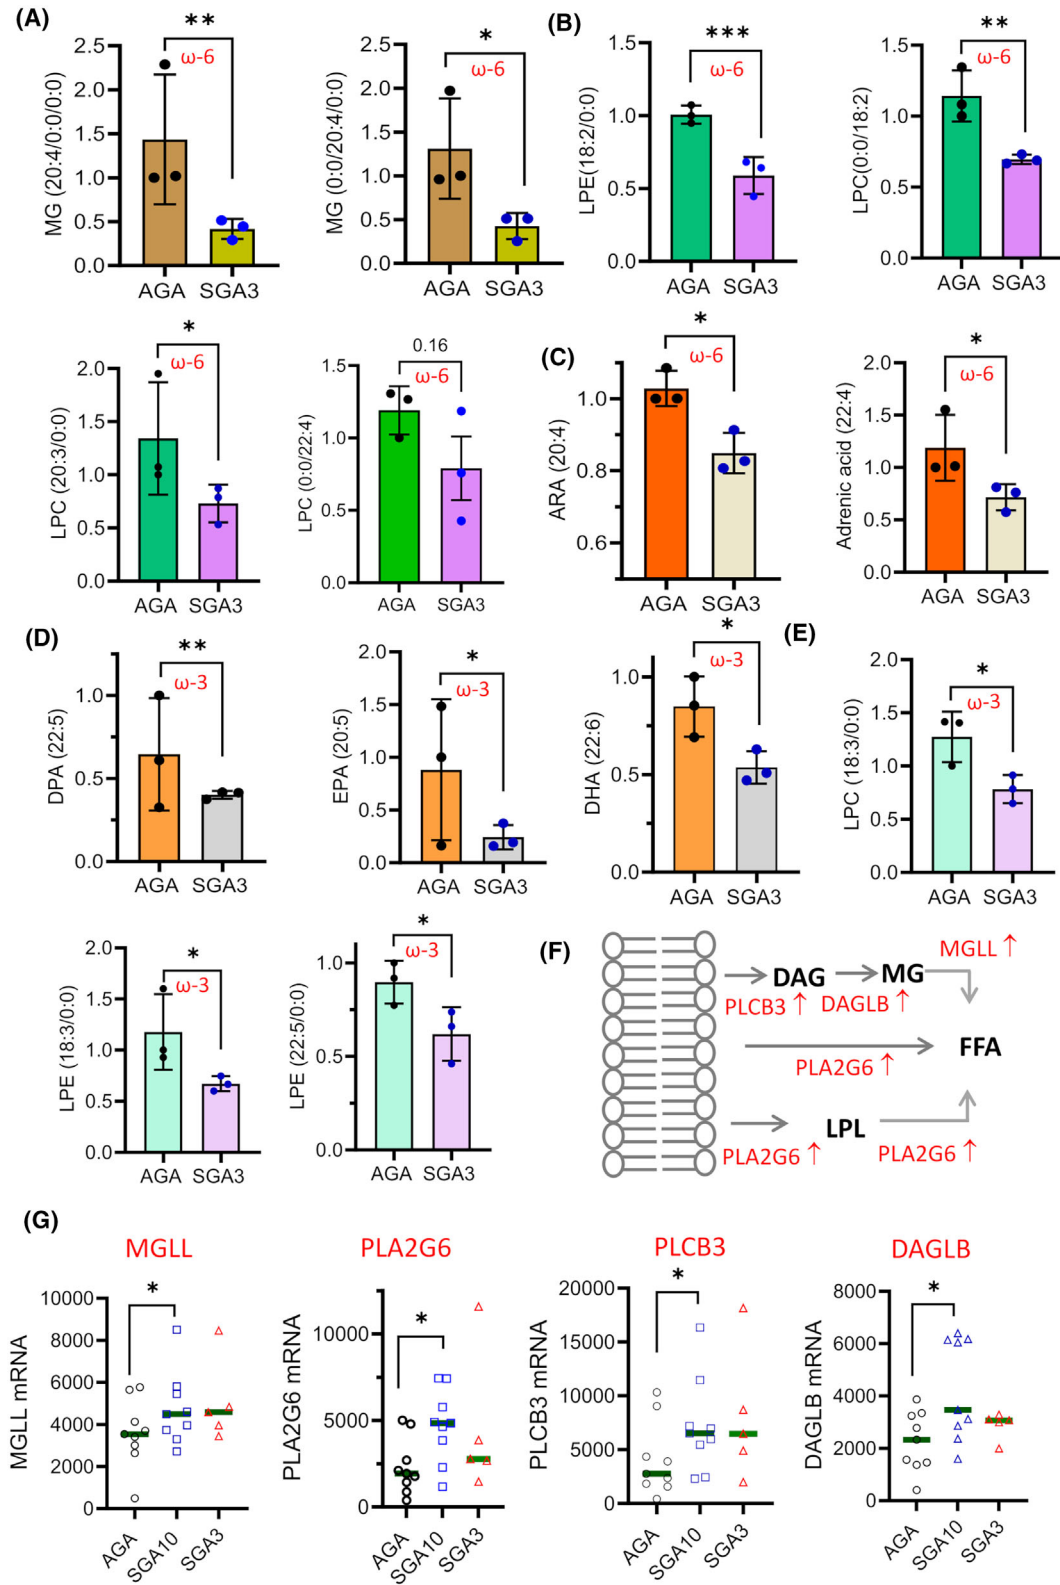 (A)
MG (20:4/0:0/0:0)
2.5
2.0
1.5
1.0
0.5
0.0
**
ω-6
AGA SGA3
MG (0:0/20:4/0:0)
2.5
2.0
1.5
1.0
0.5
0.0
*
ω-6
AGA SGA3
(B)
LPE(18:2/0:0)
1.5
1.0
0.5
0.0
***
ω-6
AGA SGA3
LPC(0:0/18:2)
1.5
1.0
0.5
0.0
**
ω-6
AGA SGA3
LPC (20:3/0:0)
2.0
1.5
1.0
0.5
0.0
*
ω-6
AGA SGA3
LPC (0:0/22:4)
1.5
1.0
0.5
0.0
0.16
ω-6
AGA SGA3
(C)
ARA (20:4)
1.0
0.8
0.6
*
ω-6
AGA SGA3
Adrenic acid (22:4)
2.0
1.5
1.0
0.5
0.0
*
ω-6
AGA SGA3
(D)
DPA (22:5)
1.0
0.5
0.0
**
ω-3
AGA SGA3
EPA (20:5)
2.0
1.5
1.0
0.5
0.0
*
ω-3
AGA SGA3
DHA (22:6)
1.0
0.5
0.0
*
ω-3
AGA SGA3
(E)
LPC (18:3/0:0)
2.0
1.5
1.0
0.5
0.0
*
ω-3
AGA SGA3
LPE (18:3/0:0)
2.0
1.5
1.0
0.5
0.0
*
ω-3
AGA SGA3
LPE (22:5/0:0)
1.0
0.5
0.0
*
ω-3
AGA SGA3
(F)
MGLL ↑
DAG MG
PLCB3 ↑ DAGLB ↑
FFA
PLA2G6 ↑
LPL
PLA2G6 ↑ PLA2G6 ↑
(G)
MGLL
MGLL mRNA
10000
8000
6000
4000
2000
0
*
AGA SGA10 SGA3
PLA2G6
PLA2G6 mRNA
10000
5000
0
*
AGA SGA10 SGA3
PLCB3
PLCB3 mRNA
20000
15000
10000
5000
0
*
AGA SGA10 SGA3
DAGLB
DAGLB mRNA
8000
6000
4000
2000
0
*
AGA SGA10 SGA3